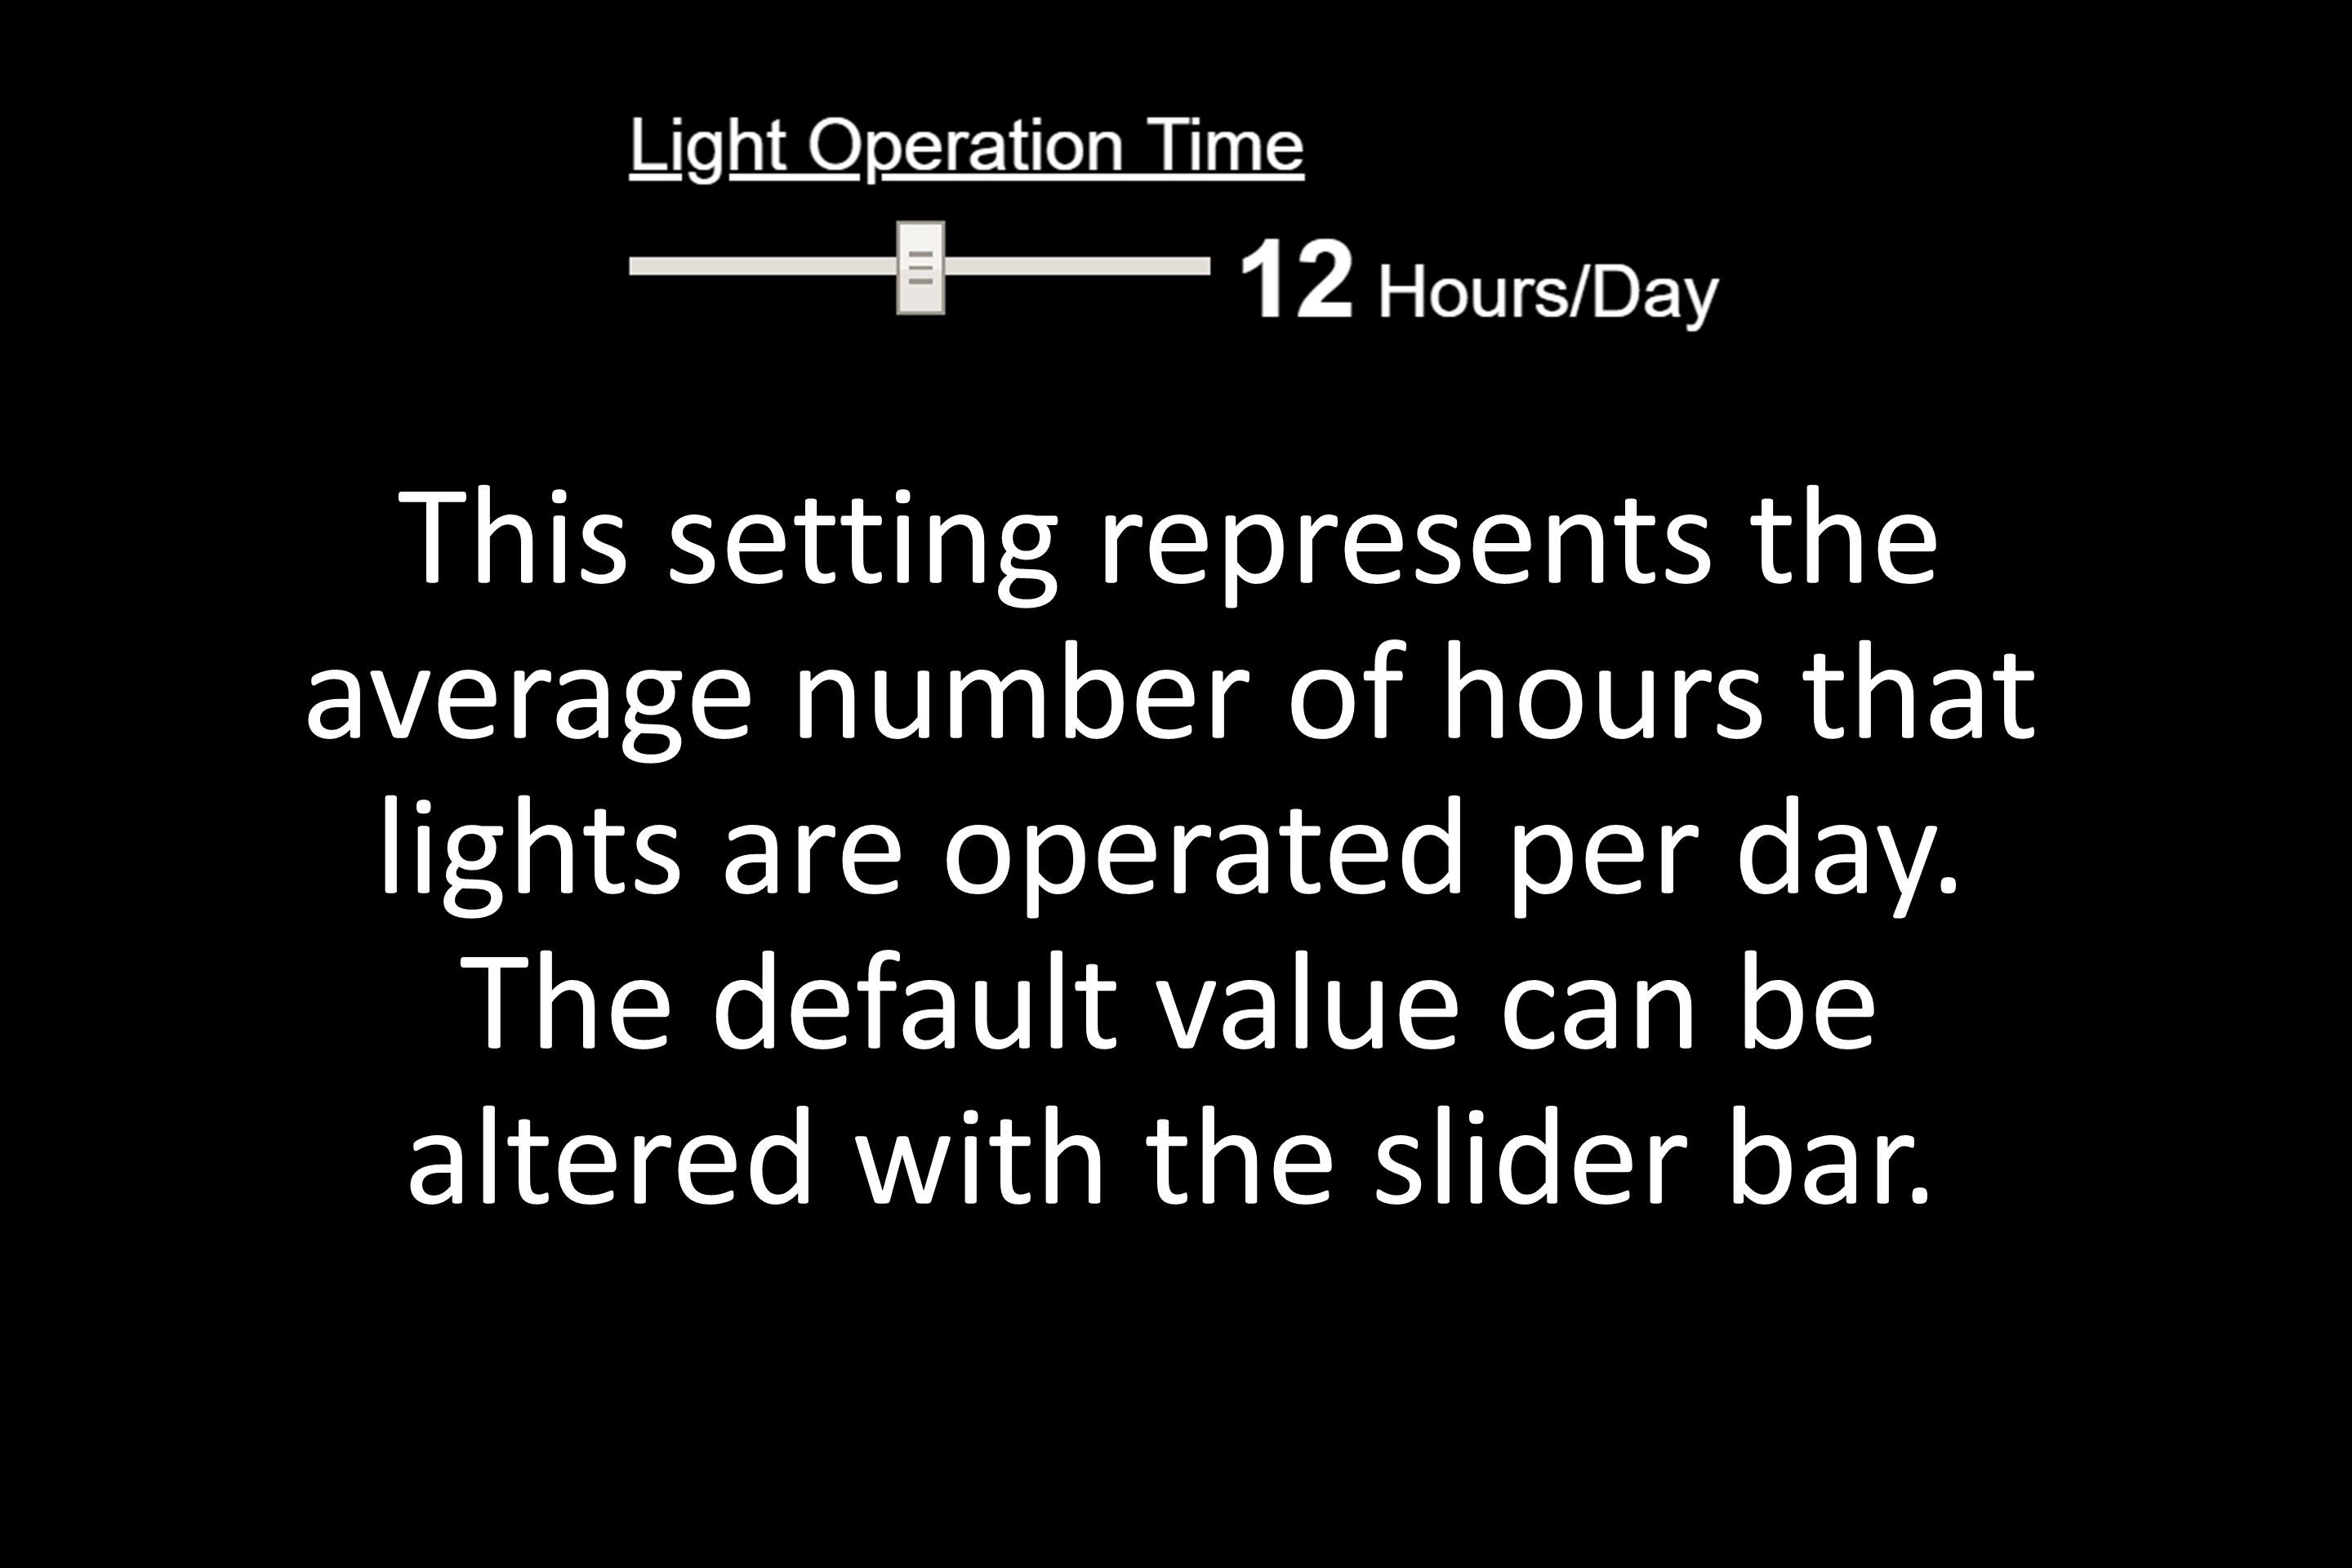 Light Operation Time
12 Hours/Day
This setting represents the
average number of hours that
lights are operated per day.
The default value can be
altered with the slider bar.